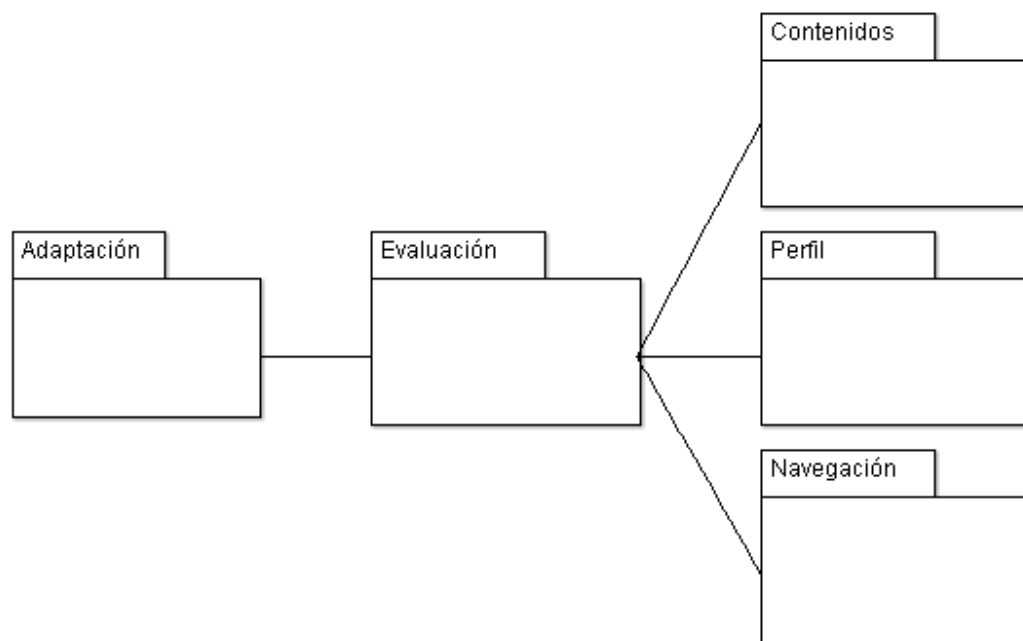 Contenidos
Adaptación
Evaluación
Perfil
Navegación